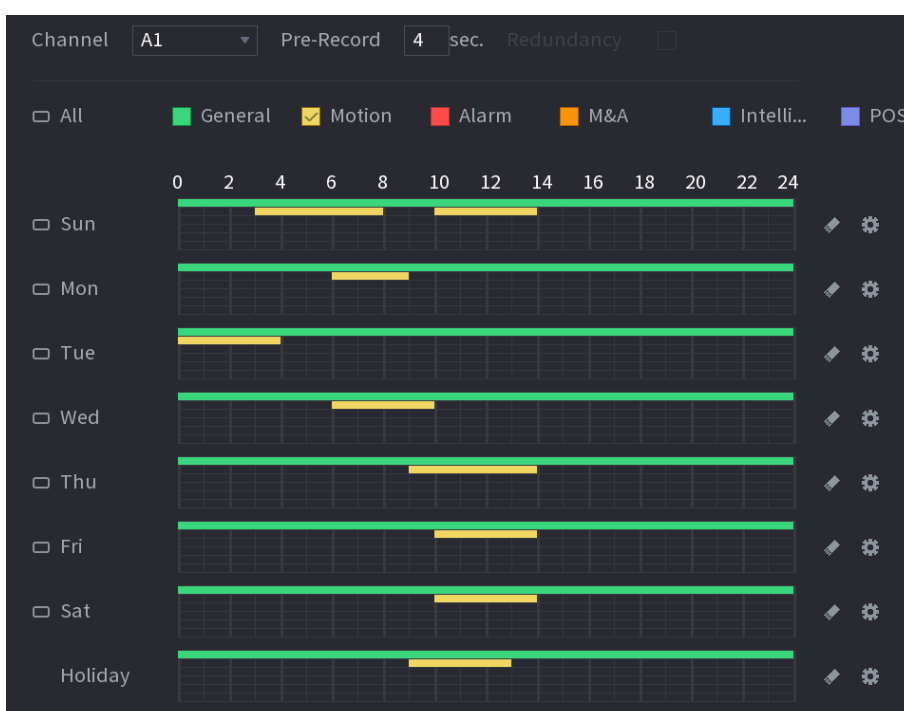 Channel A1 Pre-Record 4 sec. Redundancy
All General Motion Alarm M&A Intelli... POS
0 2 4 6 8 10 12 14 16 18 20 22 24
Sun
Mon
Tue
Wed
Thu
Fri
Sat
Holiday